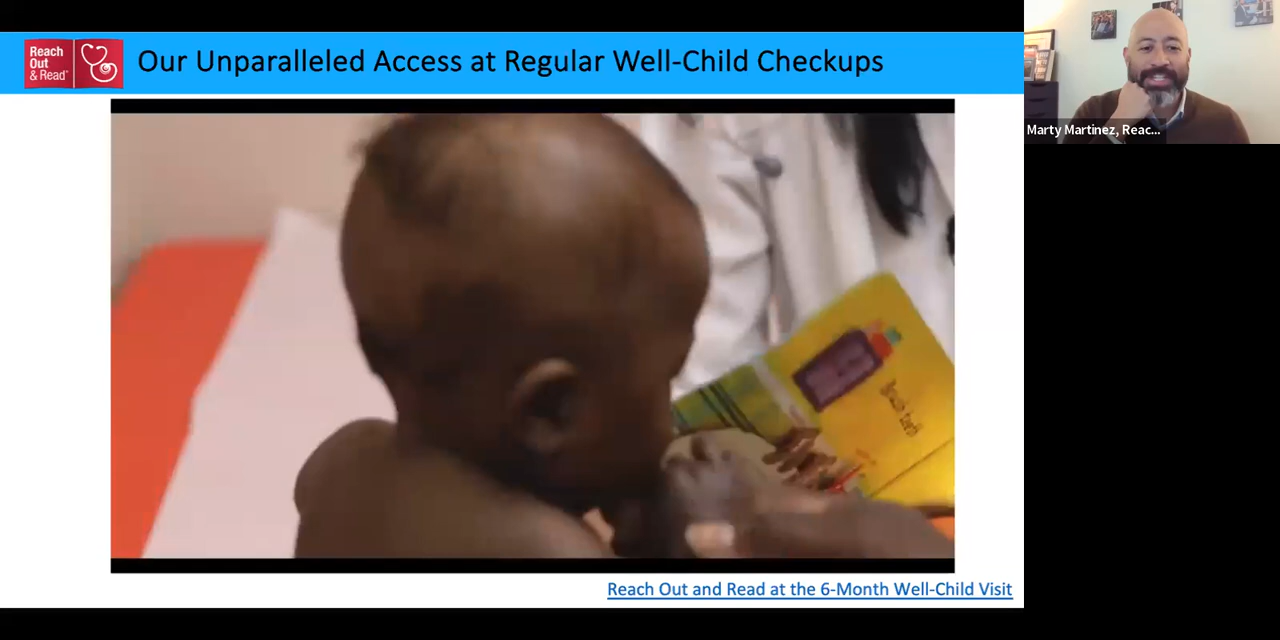 Reach
Out
& Read®
Our Unparalleled Access at Regular Well-Child Checkups
Marty Martinez, Reac...
Reach Out and Read at the 6-Month Well-Child Visit